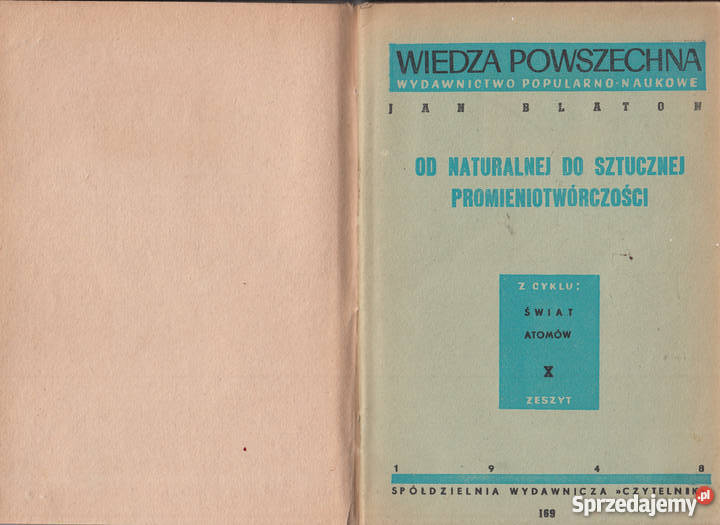 WIEDZA POWSZECHNA
WYDAWNICTWO POPULARNO-NAUKOWE
JAN BLATON
OD NATURALNEJ DO SZTUCZNEJ
PROMIENIOTWÓRCZOŚCI
Z CYKLU:
ŚWIAT
ATOMÓW
X
ZESZYT
1948
SPÓŁDZIELNIA WYDAWNICZA »CZYTELNIK
169
Sprzedajemy.pl